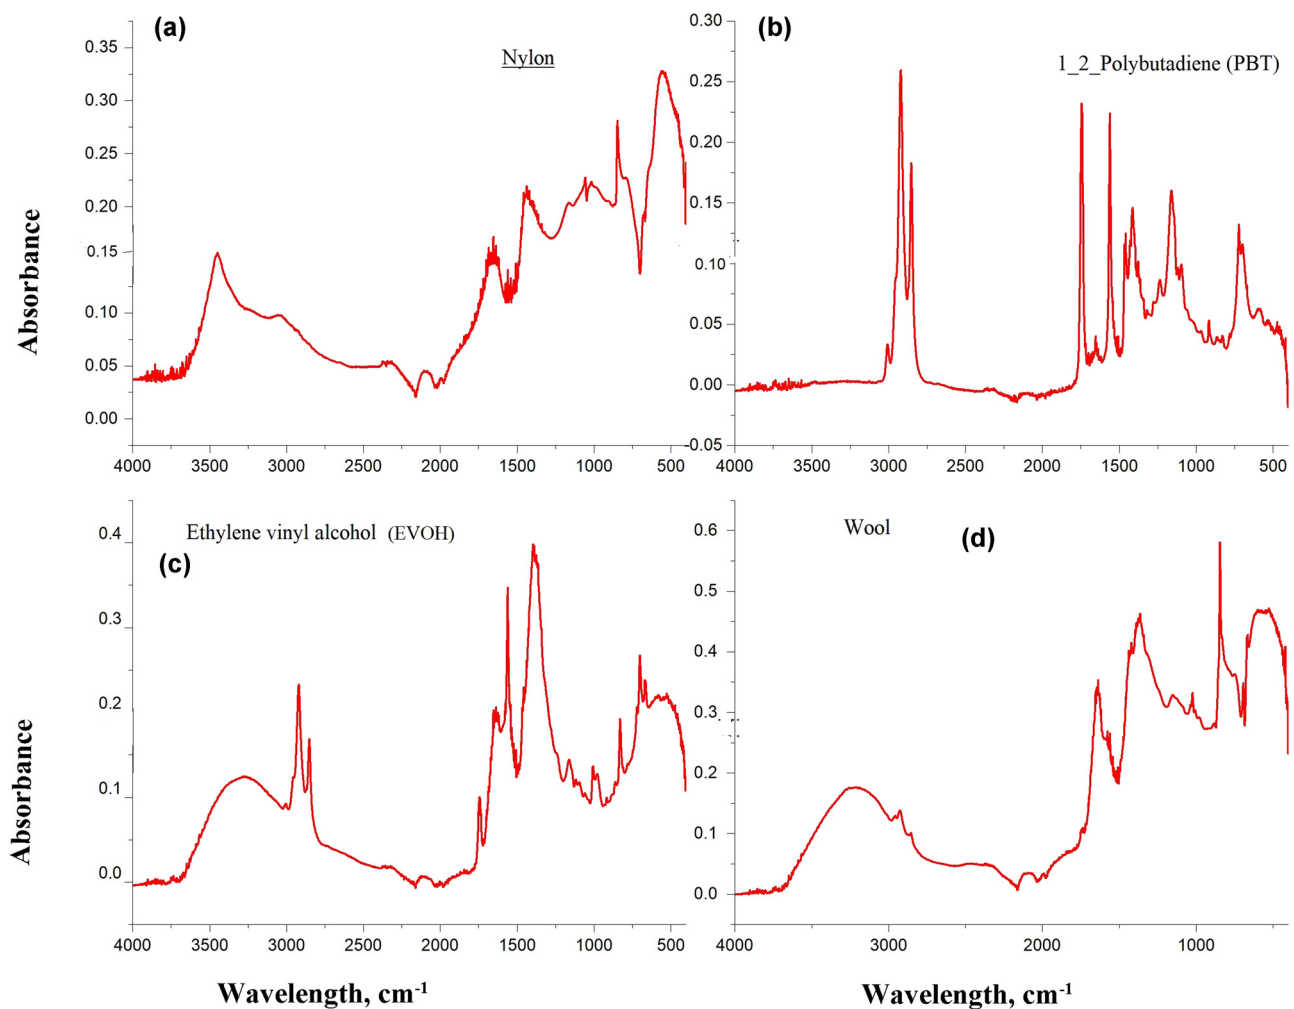 (a)
Nylon
Absorbance
0.35
0.30
0.25
0.20
0.15
0.10
0.05
0.00
4000 3500 3000 2500 2000 1500 1000 500
(b)
1_2_Polybutadiene (PBT)
0.30
0.25
0.20
0.15
0.10
0.05
0.00
-0.05
4000 3000 2000 1000
(c)
Ethylene vinyl alcohol (EVOH)
Absorbance
0.4
0.3
0.2
0.1
0.0
4000 3500 3000 2500 2000 1500 1000 500
Wavelength, cm-1
(d)
Wool
0.6
0.5
0.4
0.3
0.2
0.1
0.0
4000 3000 2000 1000
Wavelength, cm-1